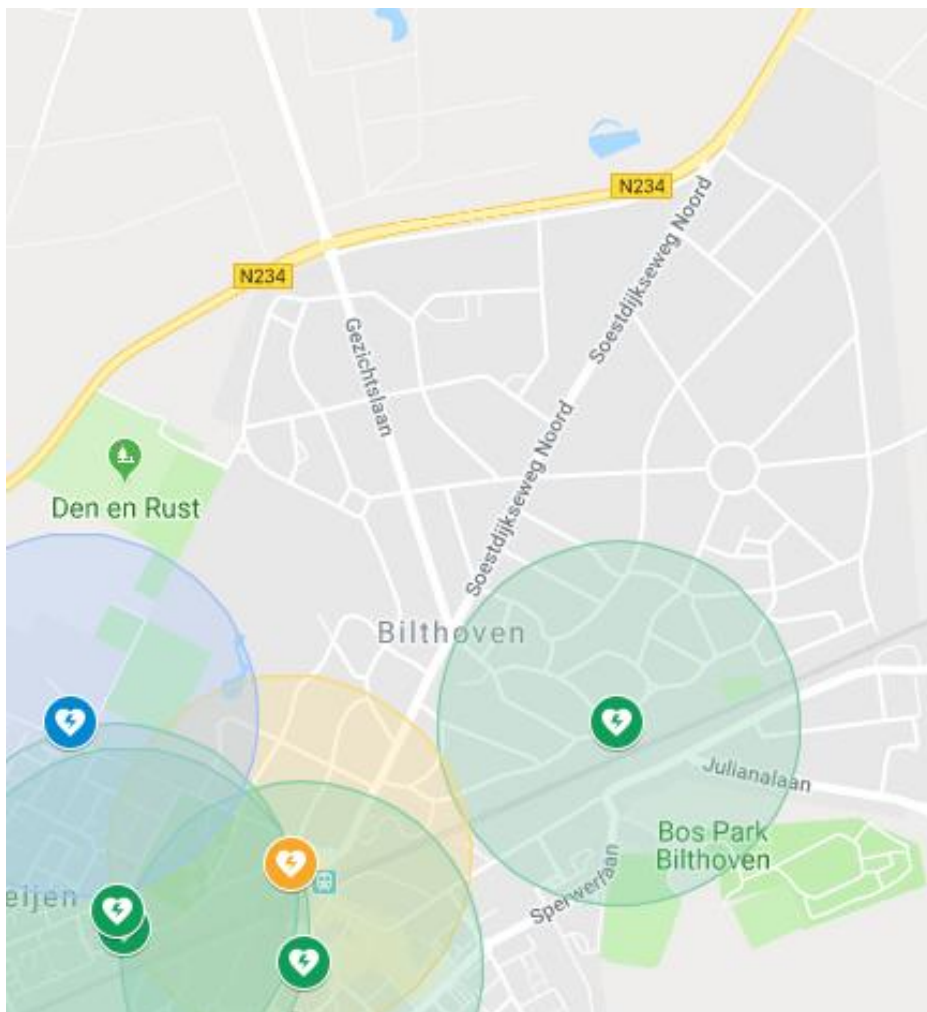 N234
Soestdijkseweg Noord
N234
Gezichtslaan
Soestdijkseweg Noord
Den en Rust
Bilthoven
Julianalaan
Bos Park
Bilthoven
Sperwerlaan
eijen